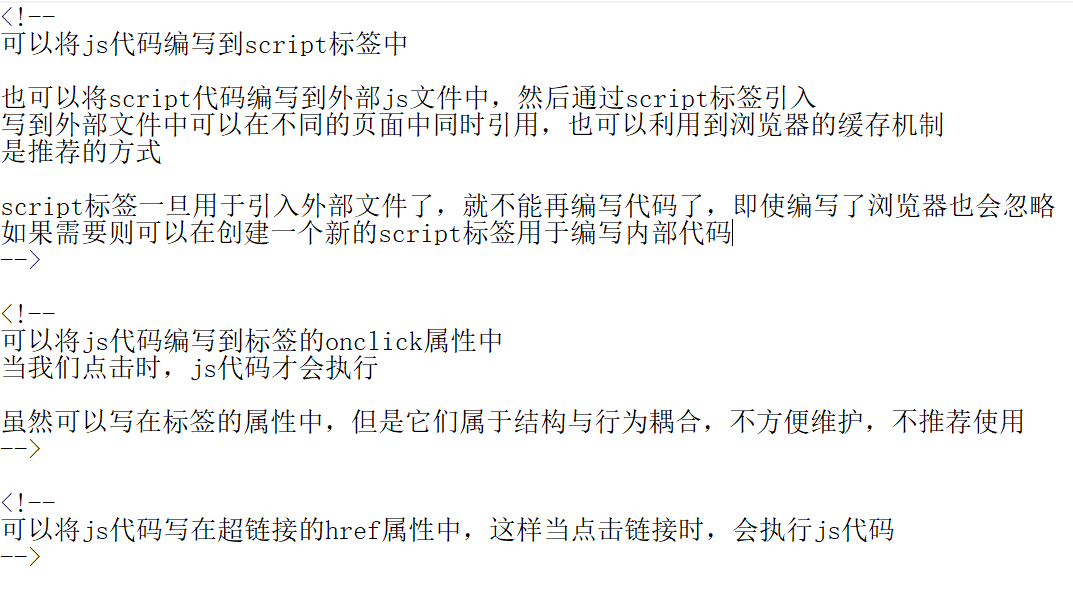 <!--
可以将js代码编写到script标签中
也可以将script代码编写到外部js文件中，然后通过script标签引入
写到外部文件中可以在不同的页面中同时引用，也可以利用到浏览器的缓存机制
是推荐的方式
script标签一旦用于引入外部文件了，就不能再编写代码了，即使编写了浏览器也会忽略
如果需要则可以在创建一个新的script标签用于编写内部代码
-->
<!--
可以将js代码编写到标签的onclick属性中
当我们点击时，js代码才会执行
虽然可以写在标签的属性中，但是它们属于结构与行为耦合，不方便维护，不推荐使用
-->
<!--
可以将js代码写在超链接的href属性中，这样当点击链接时，会执行js代码
-->